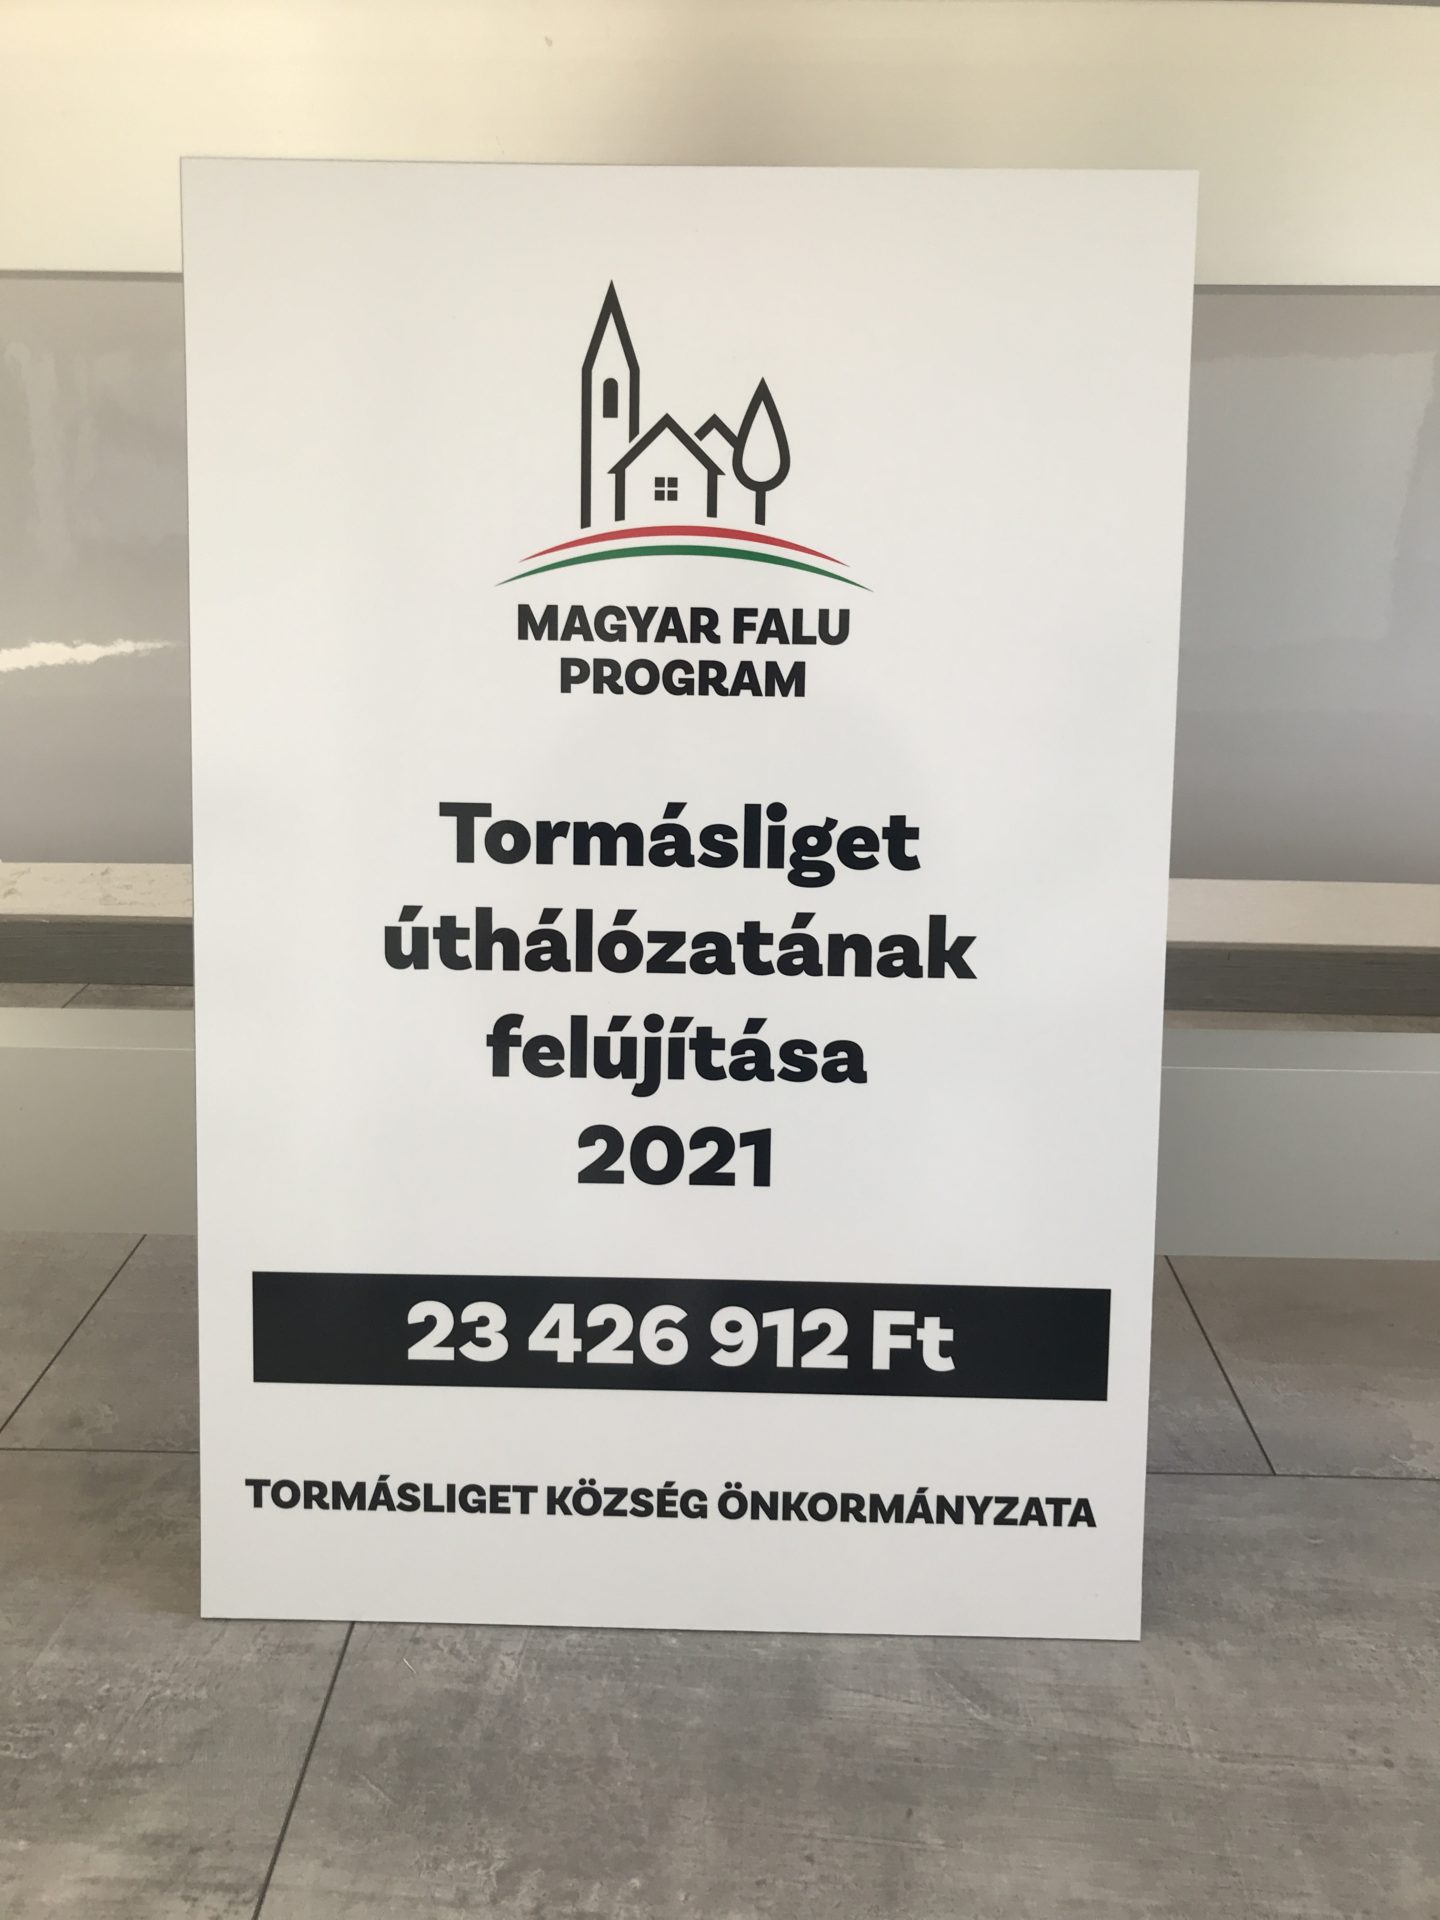 MAGYAR FALU
PROGRAM
Tormásliget
úthálózatának
felújítása
2021
23 426 912 Ft
TORMÁSLIGET KÖZSÉG ÖNKORMÁNYZATA